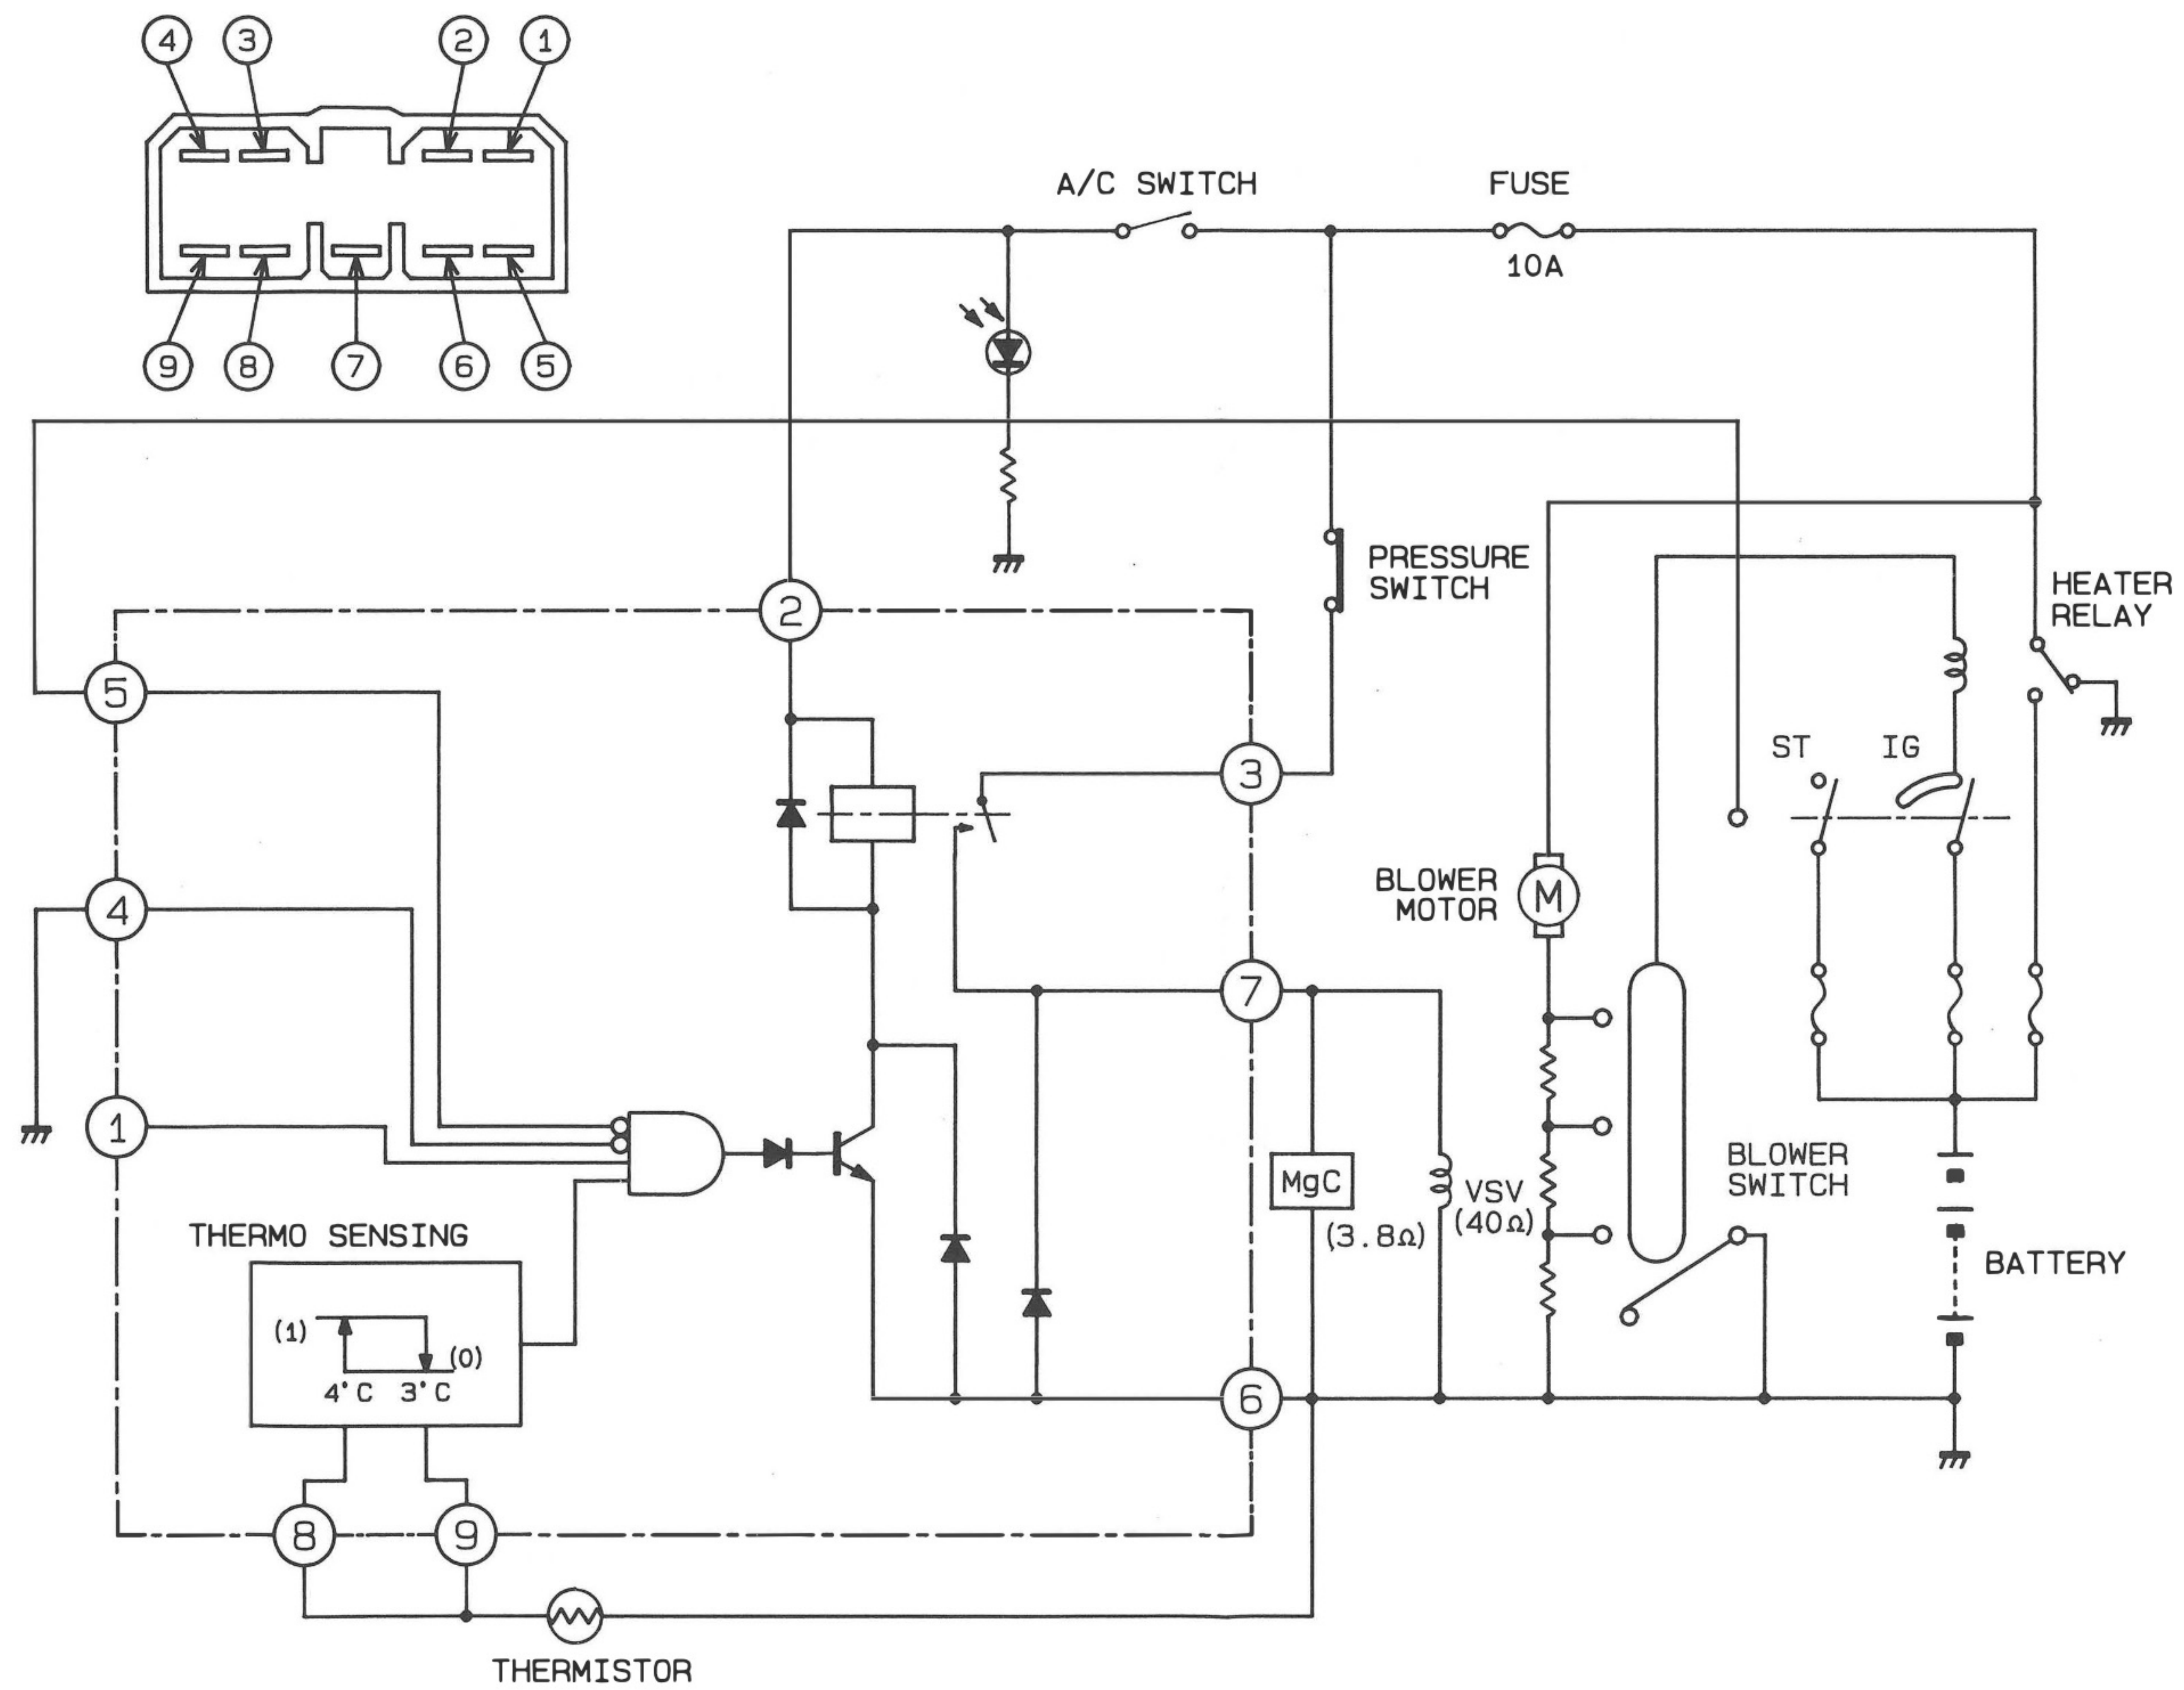 4 3 2 1
9 8 7 6 5
A/C SWITCH
FUSE
10A
PRESSURE
SWITCH
HEATER
RELAY
2
5
3
ST IG
4
BLOWER
MOTOR
M
7
1
MgC
(3.8Ω)
VSV
(40Ω)
BLOWER
SWITCH
BATTERY
THERMO SENSING
(1)
(0)
4°C 3°C
6
8 9
THERMISTOR